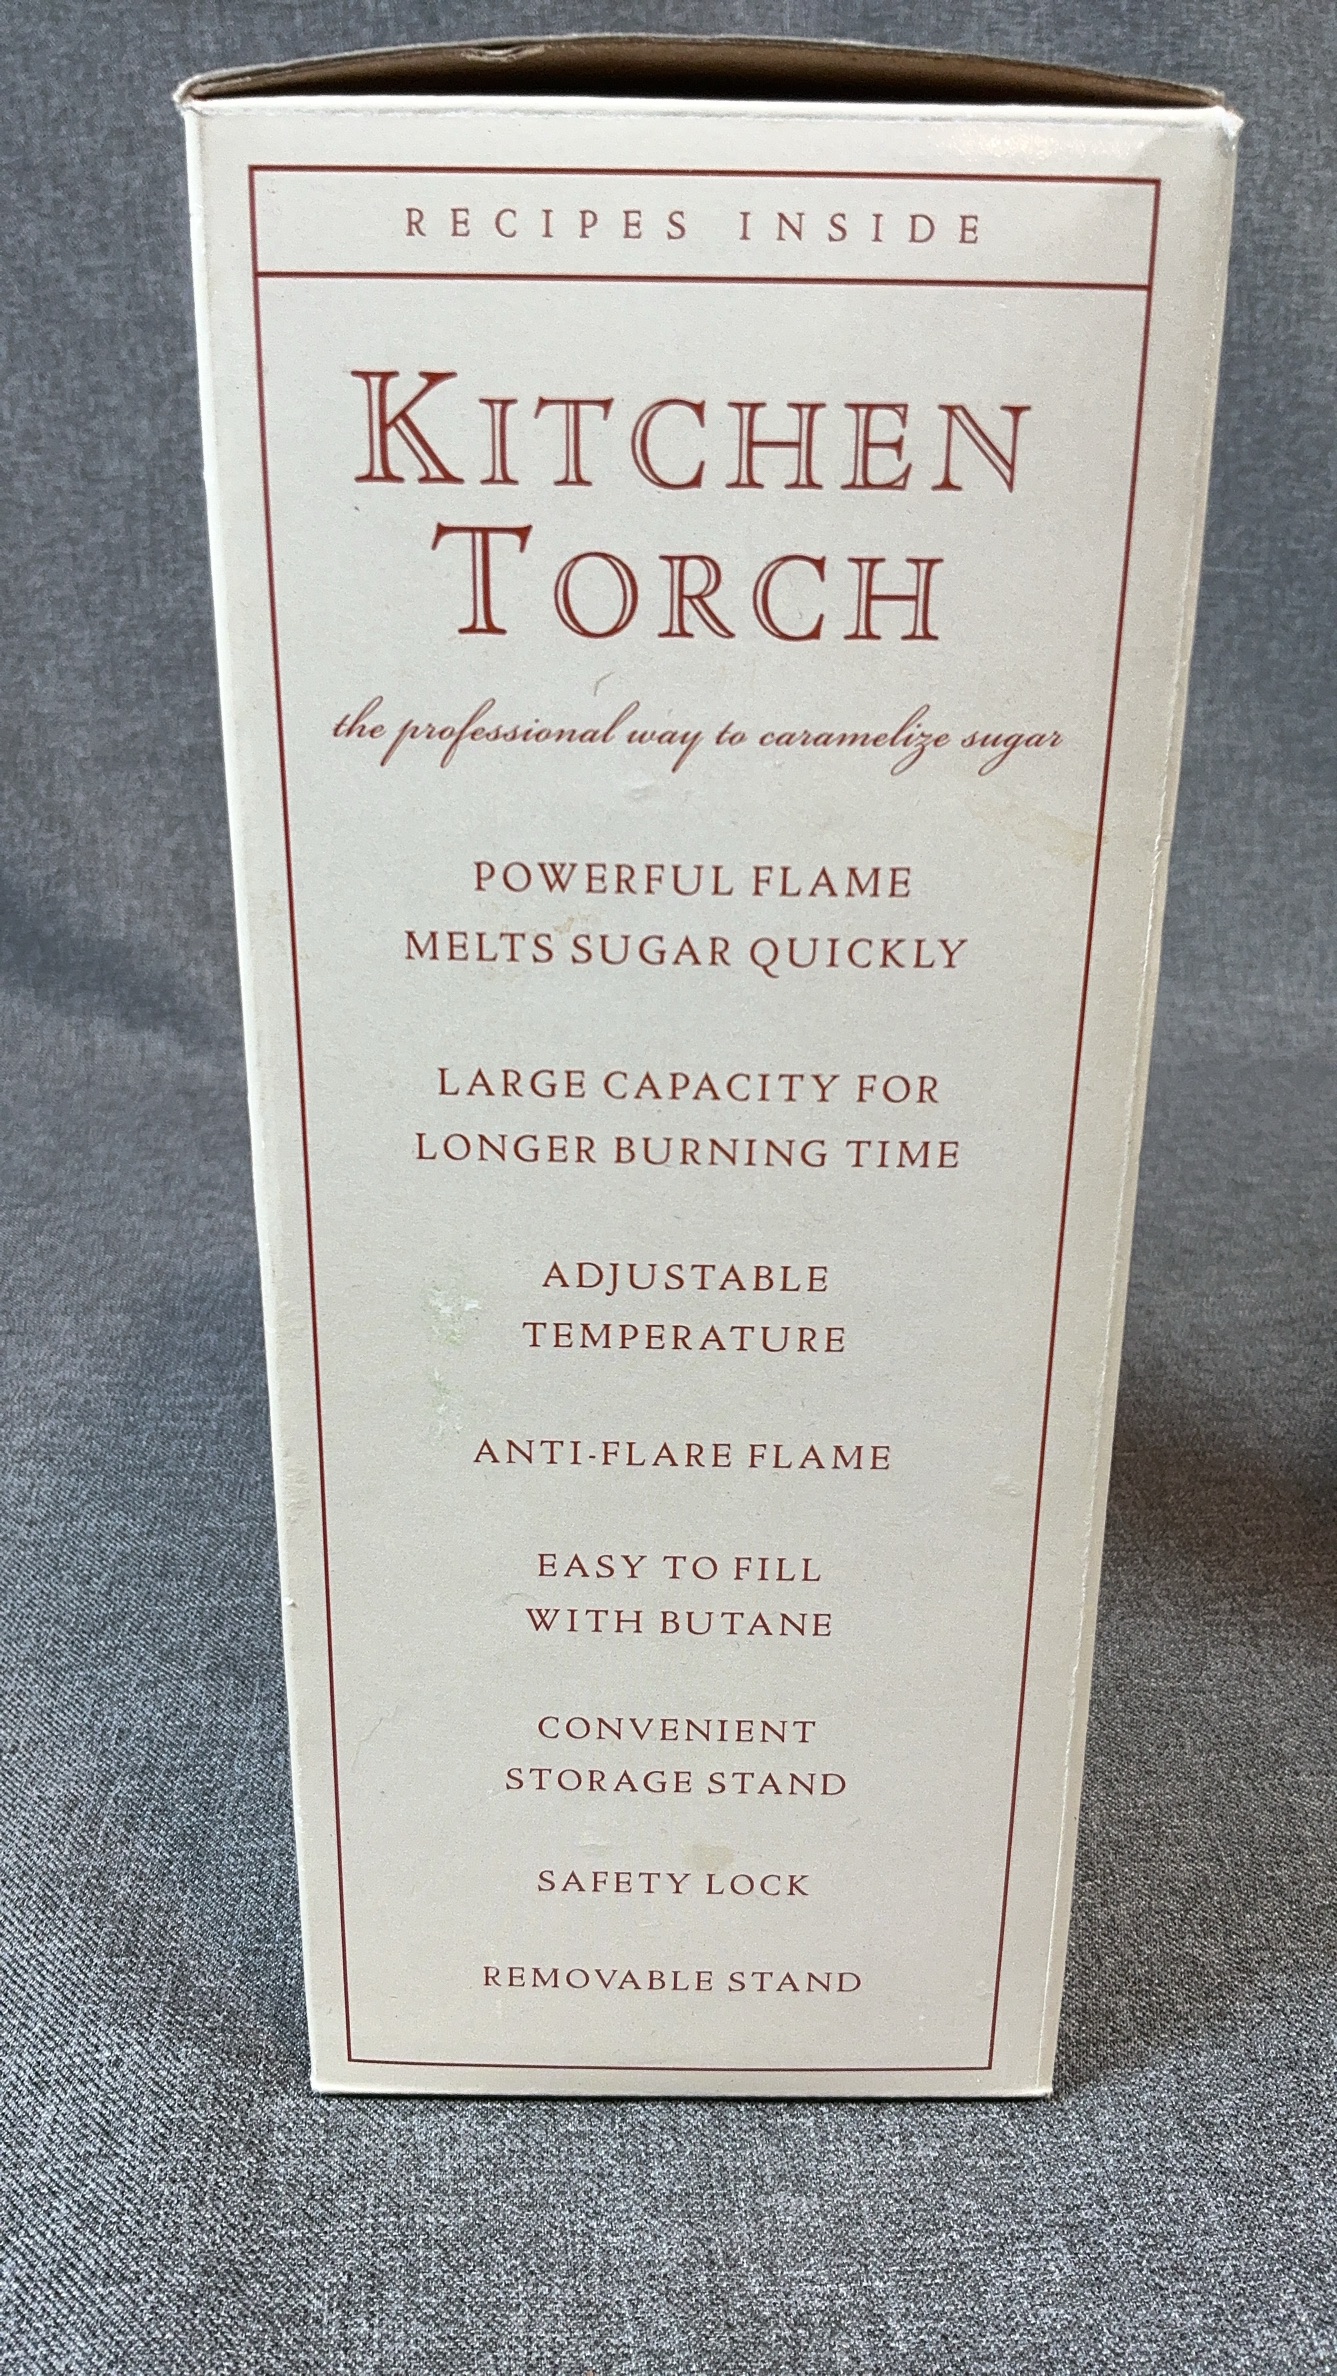 RECIPES INSIDE
KITCHEN
TORCH
the professional way to caramelize sugar
POWERFUL FLAME
MELTS SUGAR QUICKLY
LARGE CAPACITY FOR
LONGER BURNING TIME
ADJUSTABLE
TEMPERATURE
ANTI-FLARE FLAME
EASY TO FILL
WITH BUTANE
CONVENIENT
STORAGE STAND
SAFETY LOCK
REMOVABLE STAND